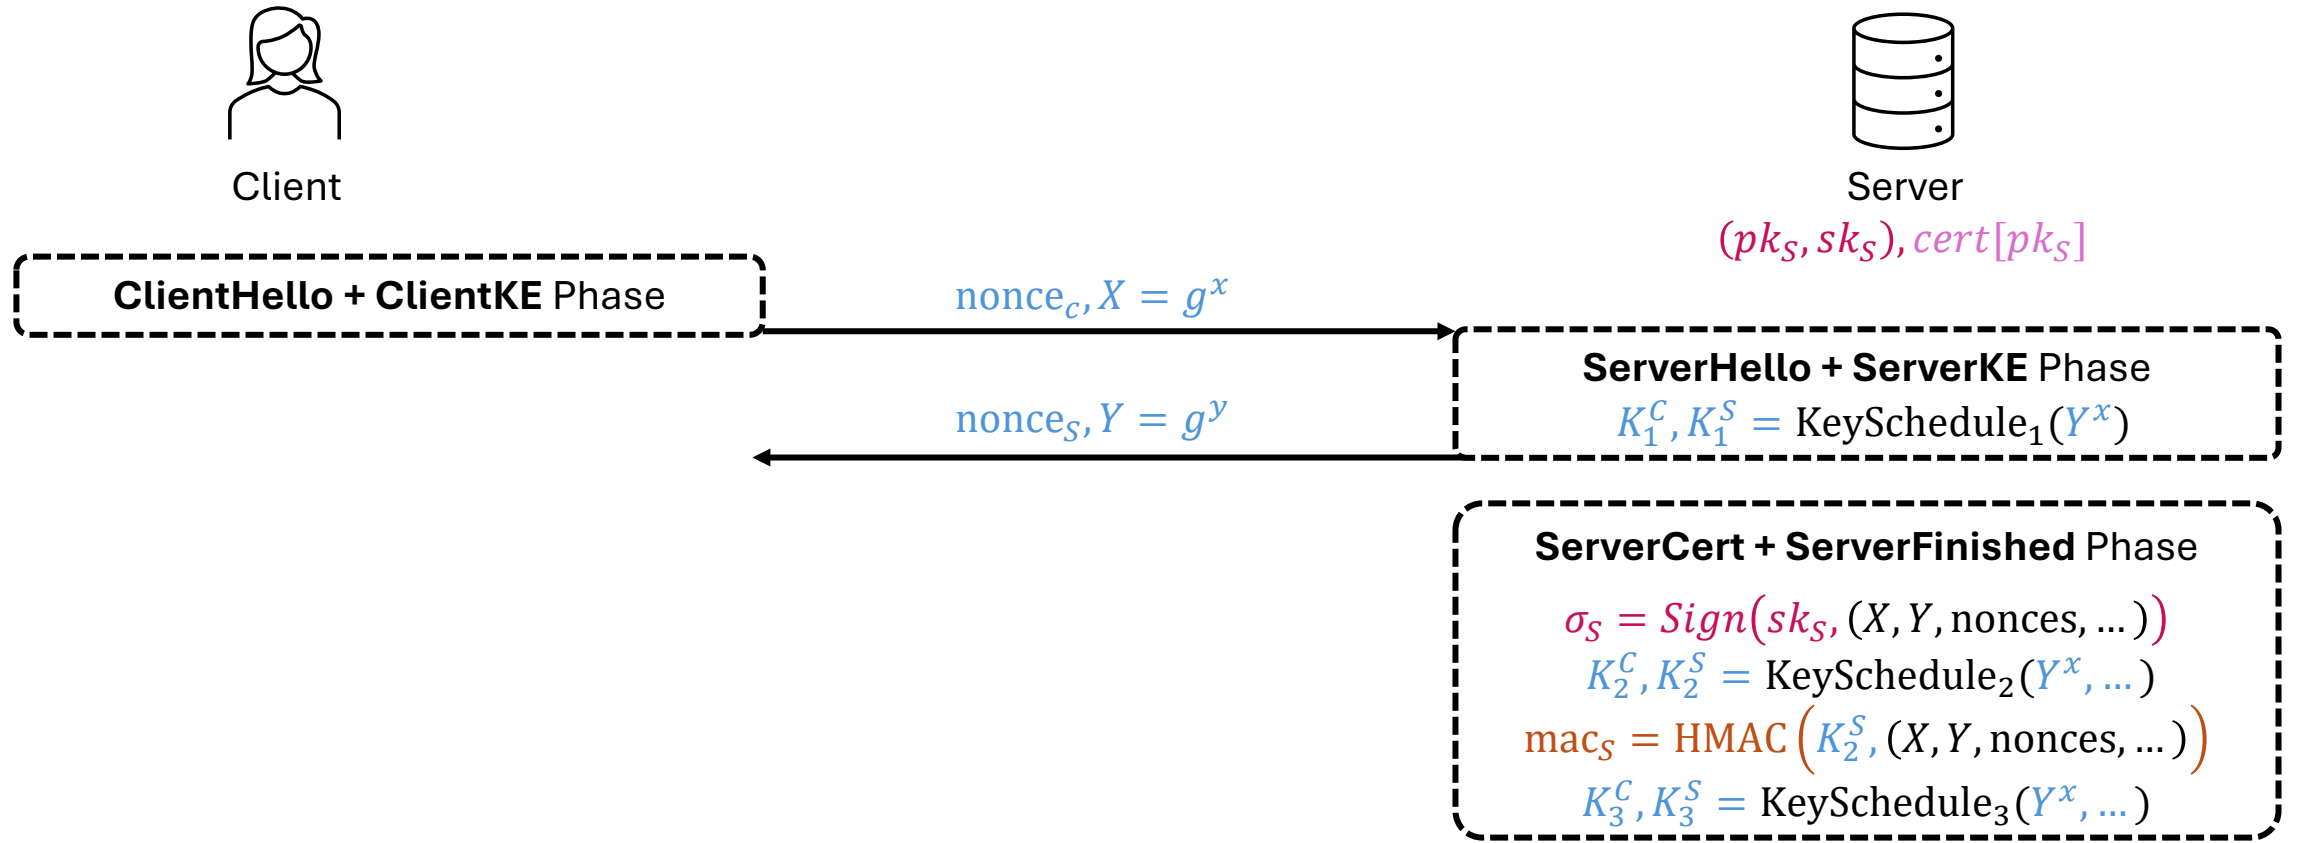 Client
Server
(pk_S, sk_S), cert[pk_S]
ClientHello + ClientKE Phase
nonce_c, X = g^x
ServerHello + ServerKE Phase
K_1^C, K_1^S = KeySchedule_1(Y^x)
nonce_S, Y = g^y
ServerCert + ServerFinished Phase
σ_S = Sign(sk_S, (X, Y, nonces, …))
K_2^C, K_2^S = KeySchedule_2(Y^x, …)
mac_S = HMAC(K_2^S, (X, Y, nonces, …))
K_3^C, K_3^S = KeySchedule_3(Y^x, …)